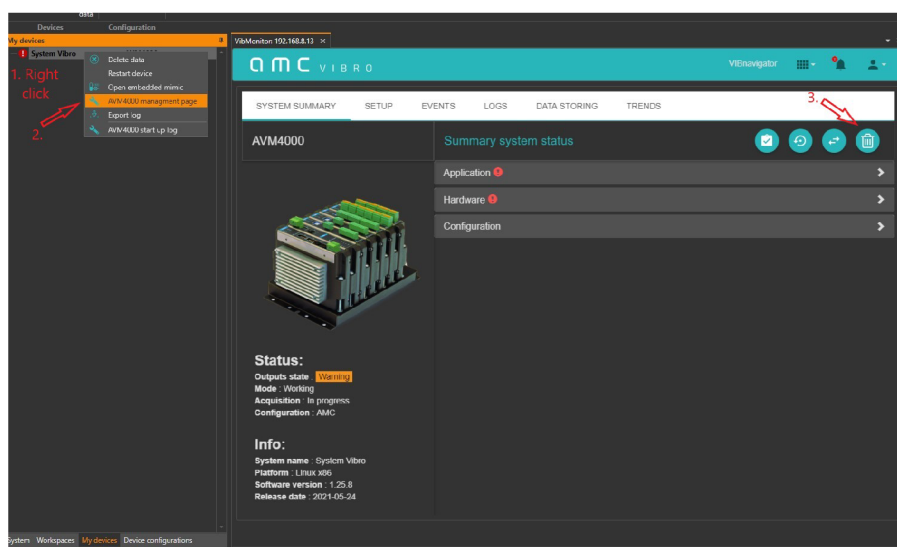 data
Devices Configuration
My devices
System Vibro
1. Right
click
2.
Delete data
Restart device
Open embedded mimic
AVM4000 managment page
Export log
AVM4000 start up log
VibMonitor: 192.168.8.13 ×
amc VIBRO
VIBnavigator
SYSTEM SUMMARY SETUP EVENTS LOGS DATA STORING TRENDS
3.
AVM4000
Summary system status
Application
Hardware
Configuration
Status:
Outputs state : Warning
Mode : Working
Acquisition : In progress
Configuration : AMC
Info:
System name : System Vibro
Platform : Linux x86
Software version : 1.25.8
Release date : 2021-05-24
System Workspaces My devices Device configurations